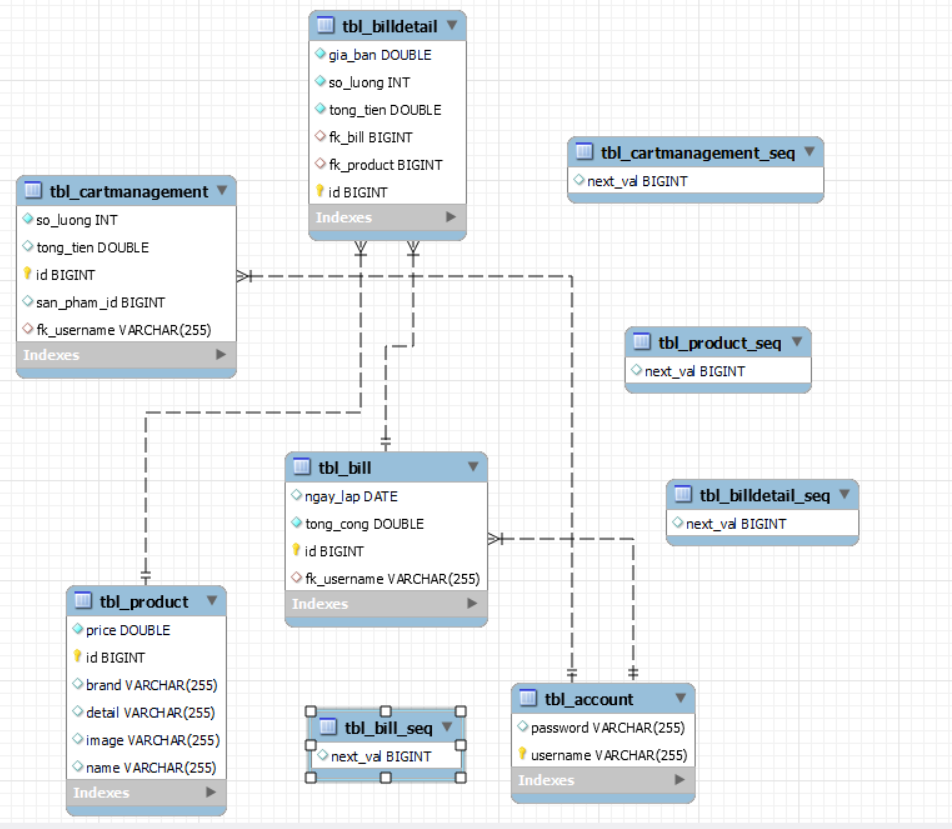 tbl_billdetail
gia_ban DOUBLE
so_luong INT
tong_tien DOUBLE
fk_bill BIGINT
fk_product BIGINT
id BIGINT
Indexes
tbl_cartmanagement_seq
next_val BIGINT
tbl_cartmanagement
so_luong INT
tong_tien DOUBLE
id BIGINT
san_pham_id BIGINT
fk_username VARCHAR(255)
Indexes
tbl_product_seq
next_val BIGINT
tbl_bill
ngay_lap DATE
tong_cong DOUBLE
id BIGINT
fk_username VARCHAR(255)
Indexes
tbl_billdetail_seq
next_val BIGINT
tbl_product
price DOUBLE
id BIGINT
brand VARCHAR(255)
detail VARCHAR(255)
image VARCHAR(255)
name VARCHAR(255)
Indexes
tbl_bill_seq
next_val BIGINT
tbl_account
password VARCHAR(255)
username VARCHAR(255)
Indexes